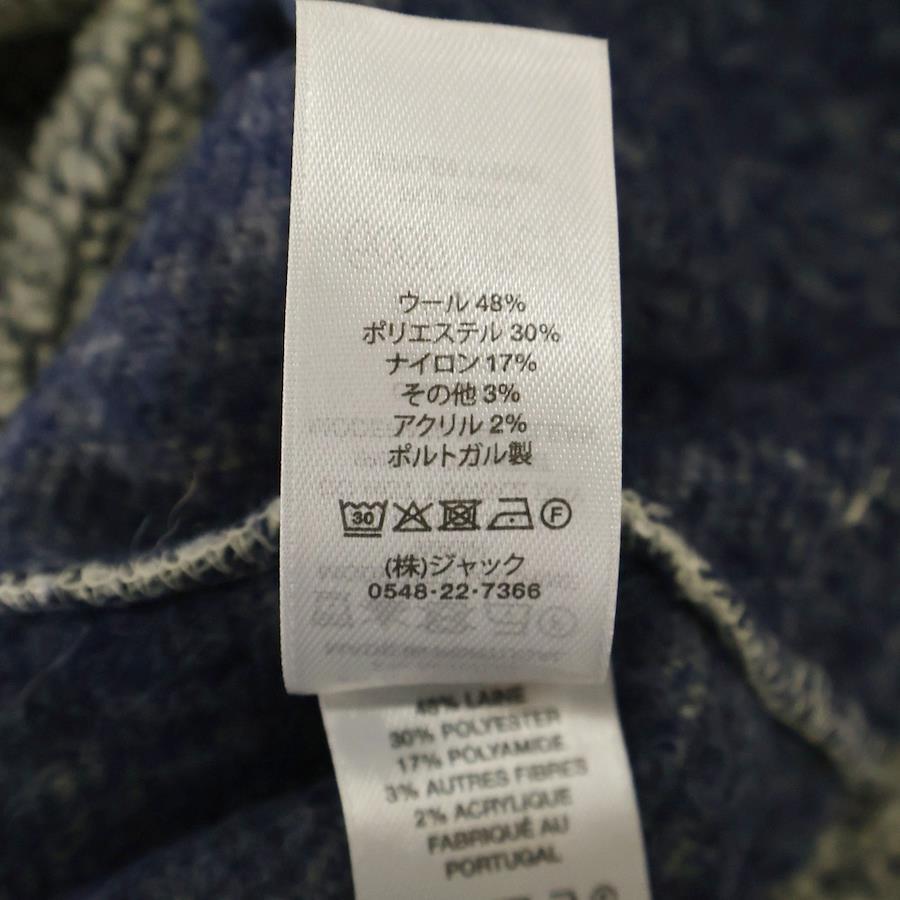 ウール 48%
ポリエステル 30%
ナイロン 17%
その他 3%
アクリル 2%
ポルトガル製
30 F
(株)ジャック
0548・22・7366
48% LAINE
30% POLYESTER
17% POLYAMIDE
3% AUTRES FIBRES
2% ACRYLIQUE
FABRIQUÉ AU
PORTUGAL